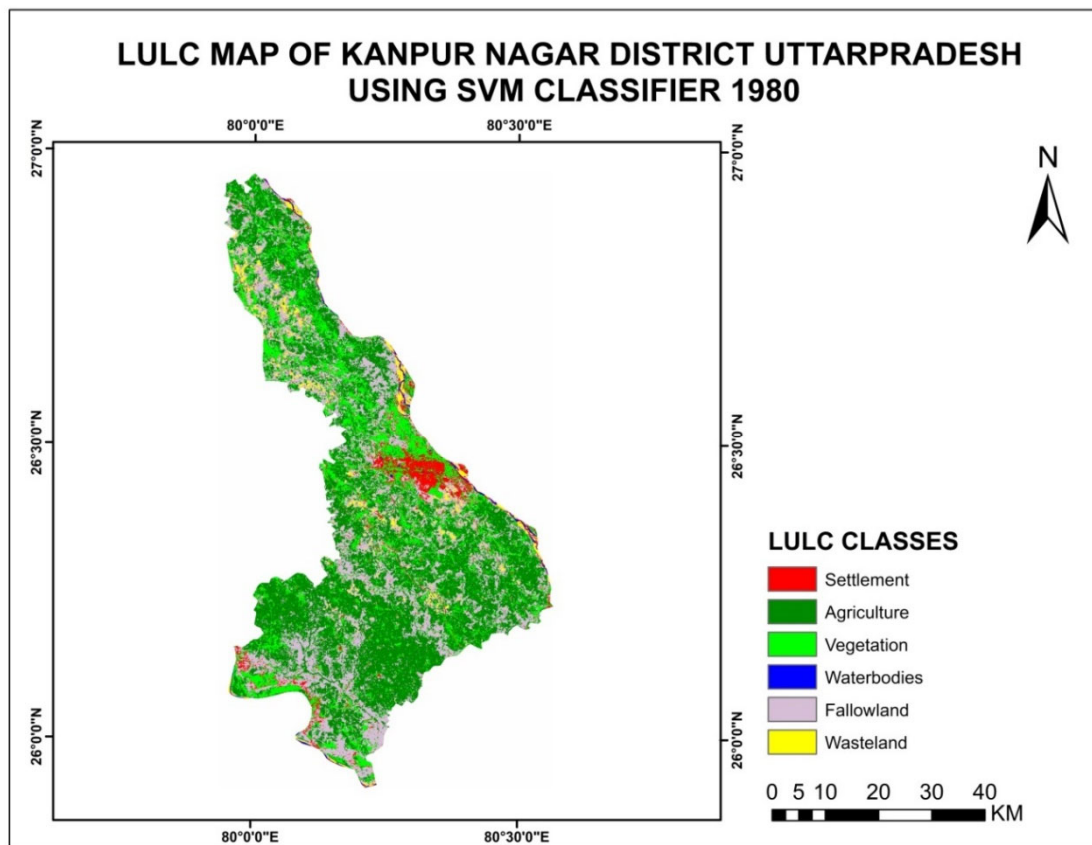 LULC MAP OF KANPUR NAGAR DISTRICT UTTARPRADESH
USING SVM CLASSIFIER 1980
80°0'0"E
80°30'0"E
27°0'0"N
27°0'0"N
N
26°30'0"N
26°30'0"N
26°0'0"N
26°0'0"N
80°0'0"E
80°30'0"E
LULC CLASSES
Settlement
Agriculture
Vegetation
Waterbodies
Fallowland
Wasteland
0 5 10 20 30 40
KM